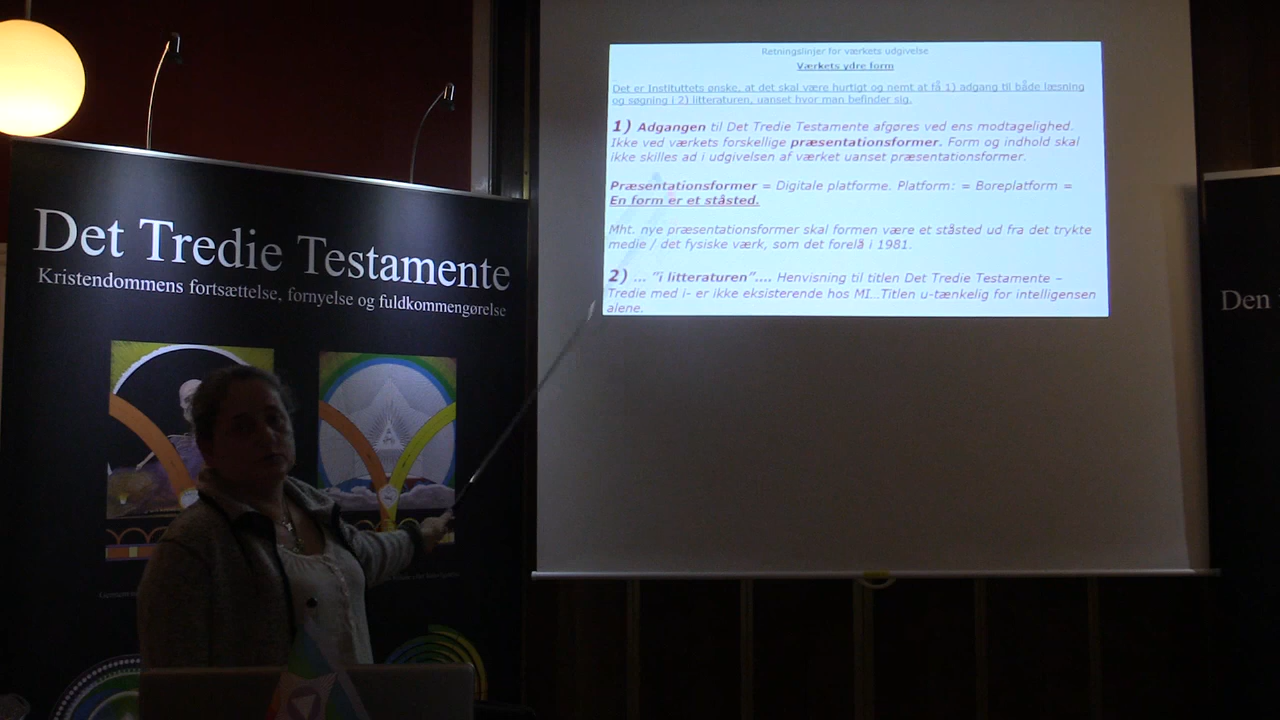 Det Tredie Testamente
Kristendommens fortsættelse, fornyelse og fuldkommengørelse
Retningslinjer for værkets udgivelse
Værkets ydre form
Det er Instituttets ønske, at det skal være hurtigt og nemt at få 1) adgang til både læsning
og søgning i 2) litteraturen, uanset hvor man befinder sig.
1) Adgangen til Det Tredie Testamente afgøres ved ens modtagelighed.
Ikke ved værkets forskellige præsentationsformer. Form og indhold skal
ikke skilles ad i udgivelsen af værket uanset præsentationsformer.
Præsentationsformer = Digitale platforme. Platform: = Boreplatform =
En form er et ståsted.
Mht. nye præsentationsformer skal formen være et ståsted ud fra det trykte
medie / det fysiske værk, som det forelå i 1981.
2) ... "i litteraturen".... Henvisning til titlen Det Tredie Testamente –
Tredie med i- er ikke eksisterende hos MI...Titlen u-tænkelig for intelligensen
alene.
Den